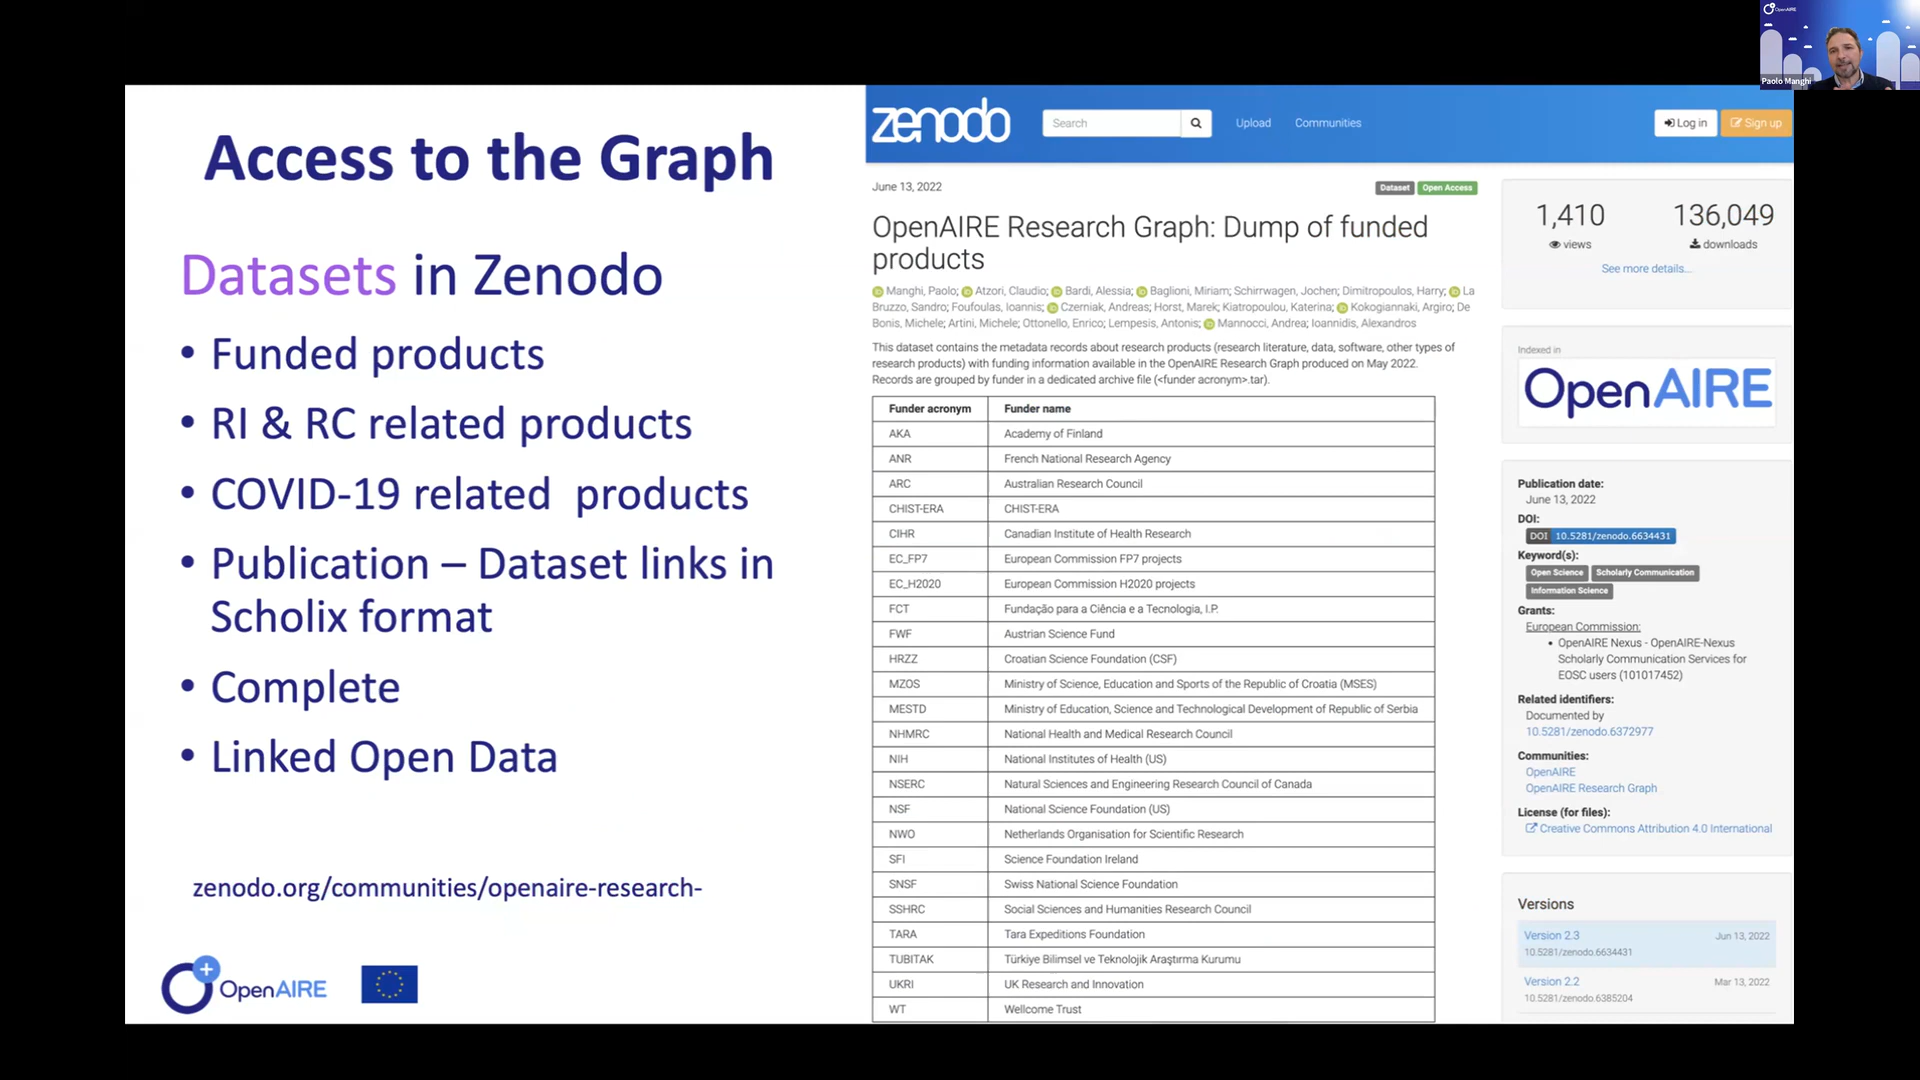 OpenAIRE
Paolo Manghi
Access to the Graph
Datasets in Zenodo
• Funded products
• RI & RC related products
• COVID-19 related products
• Publication – Dataset links in
Scholix format
• Complete
• Linked Open Data
zenodo.org/communities/openaire-research-
OpenAIRE
zenodo
Search
Upload
Communities
Log in
Sign up
June 13, 2022
Dataset
Open Access
OpenAIRE Research Graph: Dump of funded
products
Manghi, Paolo; Atzori, Claudio; Bardi, Alessia; Baglioni, Miriam; Schirrwagen, Jochen; Dimitropoulos, Harry; La
Bruzzo, Sandro; Foufoulas, Ioannis; Czerniak, Andreas; Horst, Marek; Kiatropoulou, Katerina; Kokogiannaki, Argiro; De
Bonis, Michele; Artini, Michele; Ottonello, Enrico; Lempesis, Antonis; Mannocci, Andrea; Ioannidis, Alexandros
This dataset contains the metadata records about research products (research literature, data, software, other types of
research products) with funding information available in the OpenAIRE Research Graph produced on May 2022.
Records are grouped by funder in a dedicated archive file (<funder acronym>.tar).
Funder acronym Funder name
AKA Academy of Finland
ANR French National Research Agency
ARC Australian Research Council
CHIST-ERA CHIST-ERA
CIHR Canadian Institute of Health Research
EC_FP7 European Commission FP7 projects
EC_H2020 European Commission H2020 projects
FCT Fundação para a Ciência e a Tecnologia, I.P.
FWF Austrian Science Fund
HRZZ Croatian Science Foundation (CSF)
MZOS Ministry of Science, Education and Sports of the Republic of Croatia (MSES)
MESTD Ministry of Education, Science and Technological Development of Republic of Serbia
NHMRC National Health and Medical Research Council
NIH National Institutes of Health (US)
NSERC Natural Sciences and Engineering Research Council of Canada
NSF National Science Foundation (US)
NWO Netherlands Organisation for Scientific Research
SFI Science Foundation Ireland
SNSF Swiss National Science Foundation
SSHRC Social Sciences and Humanities Research Council
TARA Tara Expeditions Foundation
TUBITAK Türkiye Bilimsel ve Teknolojik Araştırma Kurumu
UKRI UK Research and Innovation
WT Wellcome Trust
1,410 136,049
views downloads
See more details...
Indexed in
OpenAIRE
Publication date:
June 13, 2022
DOI:
DOI 10.5281/zenodo.6634431
Keyword(s):
Open Science Scholarly Communication
Information Science
Grants:
European Commission:
• OpenAIRE Nexus - OpenAIRE-Nexus
Scholarly Communication Services for
EOSC users (101017452)
Related identifiers:
Documented by
10.5281/zenodo.6372977
Communities:
OpenAIRE
OpenAIRE Research Graph
License (for files):
Creative Commons Attribution 4.0 International
Versions
Version 2.3 Jun 13, 2022
10.5281/zenodo.6634431
Version 2.2 Mar 13, 2022
10.5281/zenodo.6385204